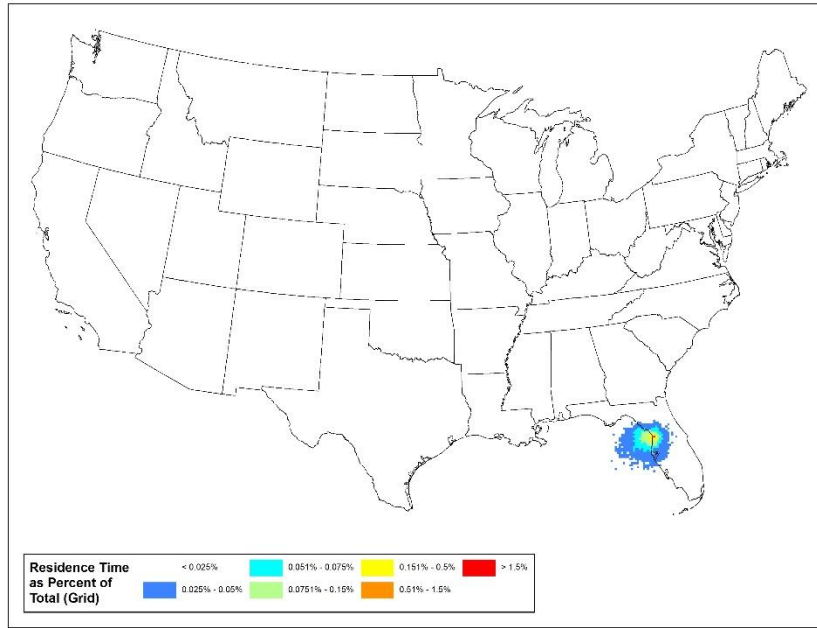 Residence Time
as Percent of
Total (Grid)
< 0.025%
0.025% - 0.05%
0.051% - 0.075%
0.0751% - 0.15%
0.151% - 0.5%
0.51% - 1.5%
> 1.5%